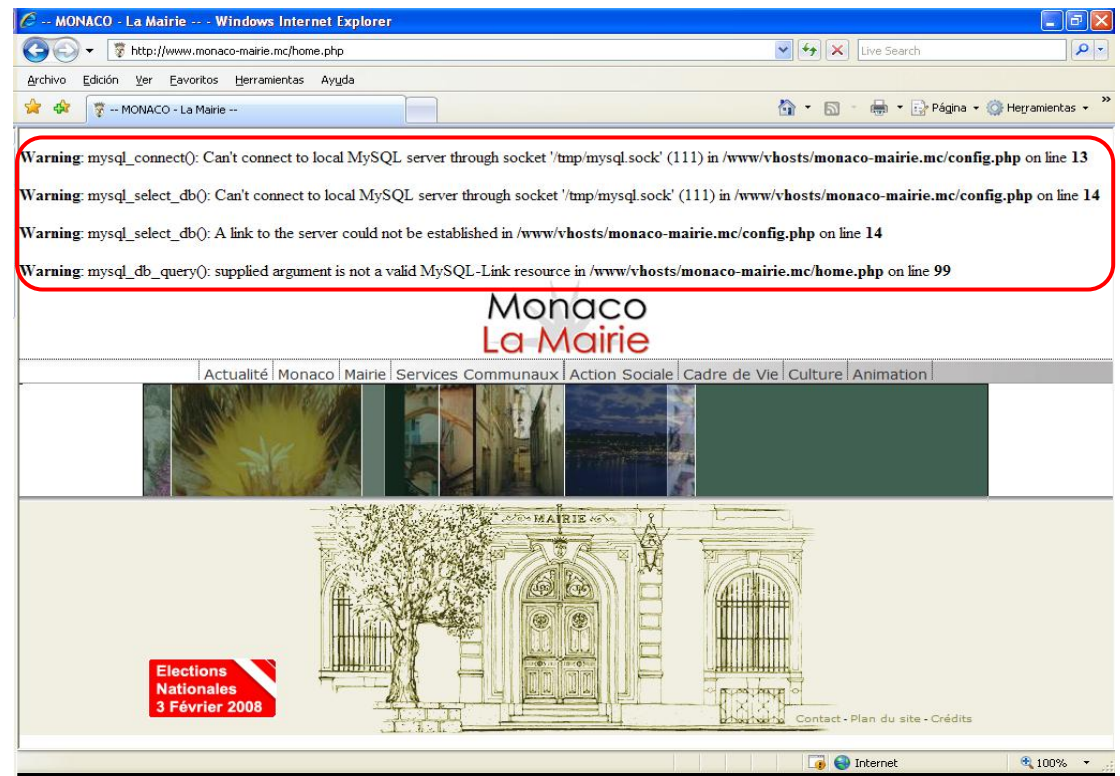 -- MONACO - La Mairie -- - Windows Internet Explorer
http://www.monaco-mairie.mc/home.php
Live Search
Archivo Edición Ver Favoritos Herramientas Ayuda
-- MONACO - La Mairie --
Página
Herramientas
Warning: mysql_connect(): Can't connect to local MySQL server through socket '/tmp/mysql.sock' (111) in /www/vhosts/monaco-mairie.mc/config.php on line 13
Warning: mysql_select_db(): Can't connect to local MySQL server through socket '/tmp/mysql.sock' (111) in /www/vhosts/monaco-mairie.mc/config.php on line 14
Warning: mysql_select_db(): A link to the server could not be established in /www/vhosts/monaco-mairie.mc/config.php on line 14
Warning: mysql_db_query(): supplied argument is not a valid MySQL-Link resource in /www/vhosts/monaco-mairie.mc/home.php on line 99
Monaco
La Mairie
Actualité Monaco Mairie Services Communaux Action Sociale Cadre de Vie Culture Animation
MAIRIE
Elections
Nationales
3 Février 2008
Contact - Plan du site - Crédits
Internet
100%